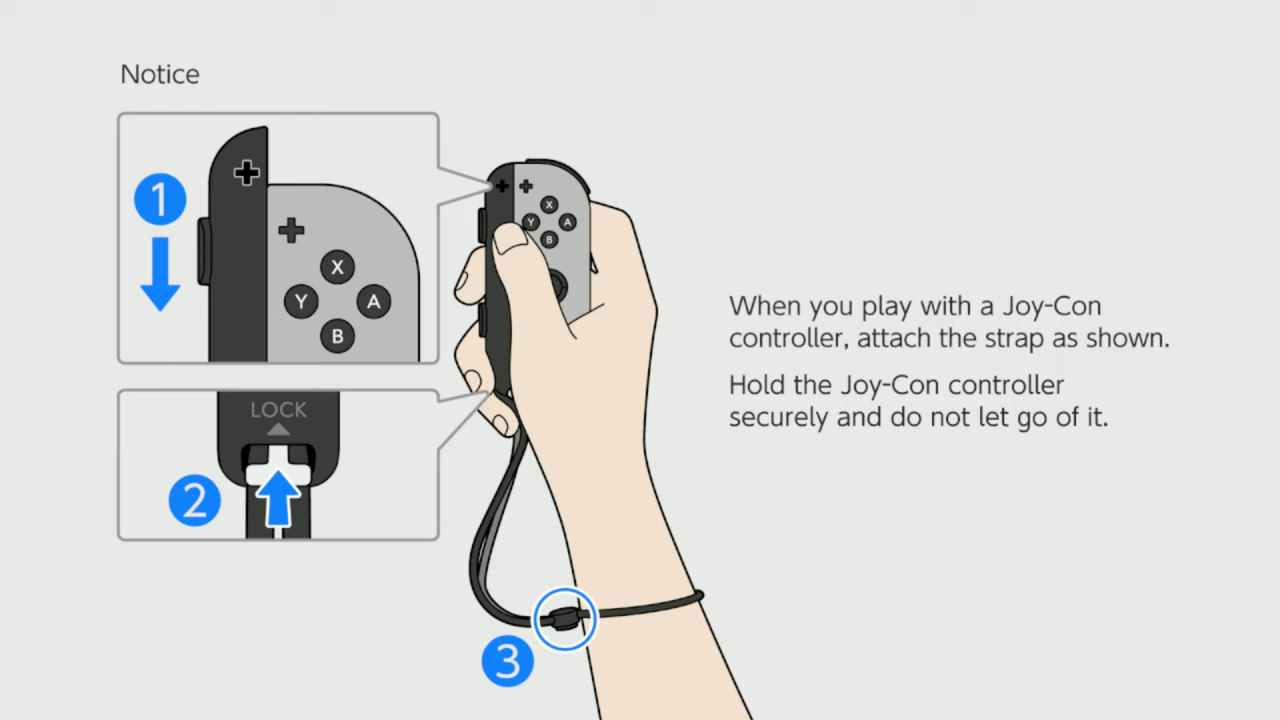 Notice
1
X
Y
A
B
X
Y
A
B
LOCK
2
When you play with a Joy-Con
controller, attach the strap as shown.
Hold the Joy-Con controller
securely and do not let go of it.
3